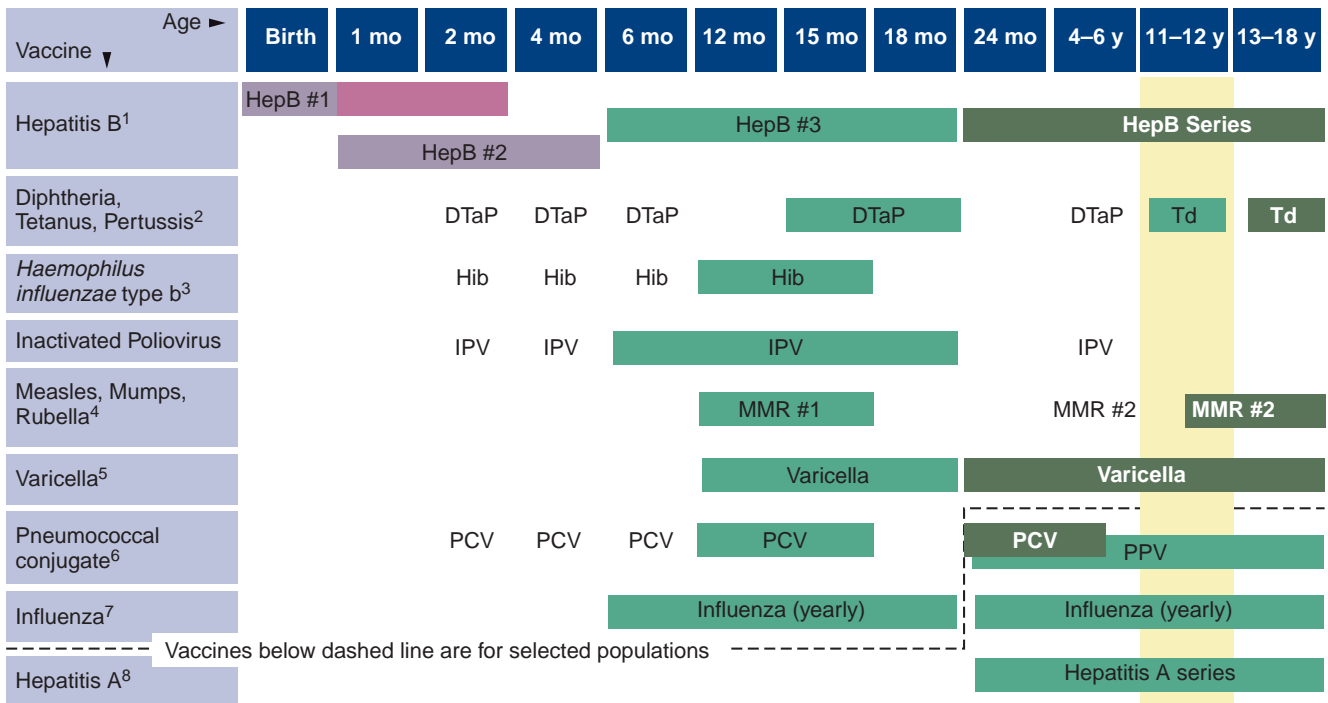 Age
Vaccine
Birth 1 mo 2 mo 4 mo 6 mo 12 mo 15 mo 18 mo 24 mo 4–6 y 11–12 y 13–18 y
Hepatitis B1
HepB #1
HepB #2
HepB #3
HepB Series
Diphtheria,
Tetanus, Pertussis2
DTaP DTaP DTaP DTaP DTaP Td Td
Haemophilus
influenzae type b3
Hib Hib Hib Hib
Inactivated Poliovirus
IPV IPV IPV IPV
Measles, Mumps,
Rubella4
MMR #1 MMR #2 MMR #2
Varicella5
Varicella Varicella
Pneumococcal
conjugate6
PCV PCV PCV PCV PCV PPV
Influenza7
Influenza (yearly) Influenza (yearly)
Vaccines below dashed line are for selected populations
Hepatitis A8
Hepatitis A series